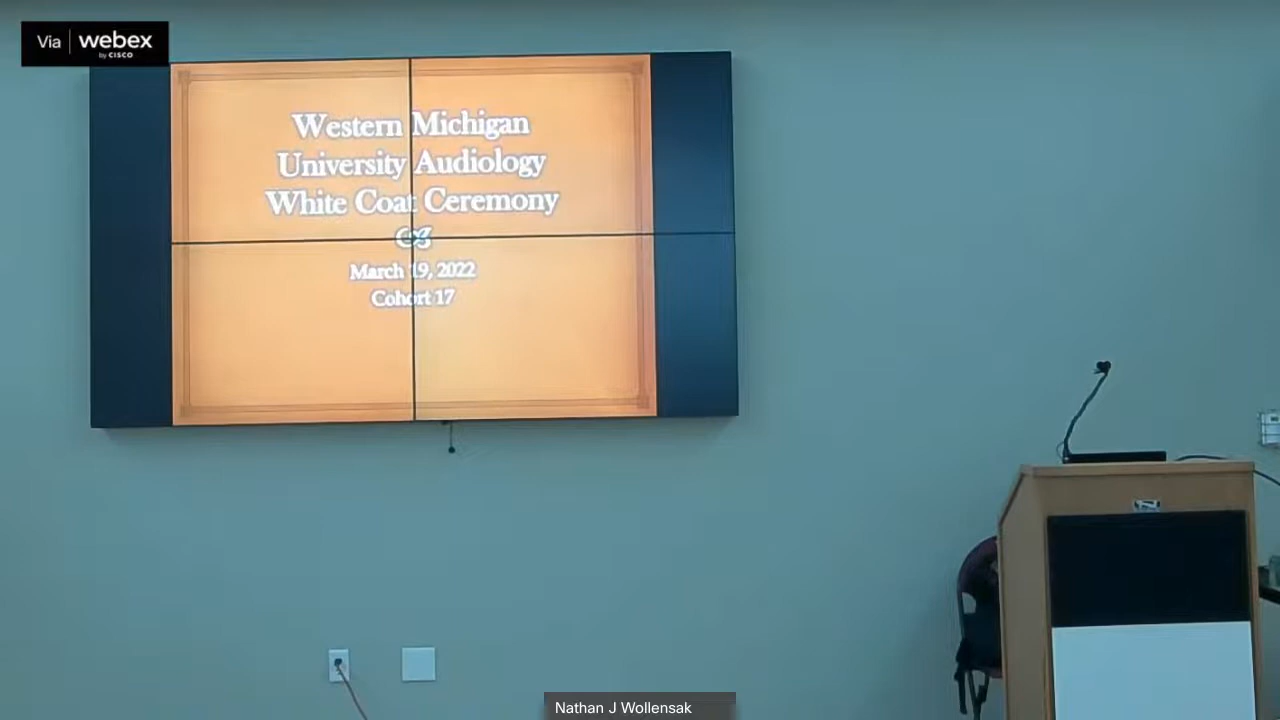 Via webex
by CISCO
Western Michigan
University Audiology
White Coat Ceremony
March 19, 2022
Cohort 17
Nathan J Wollensak